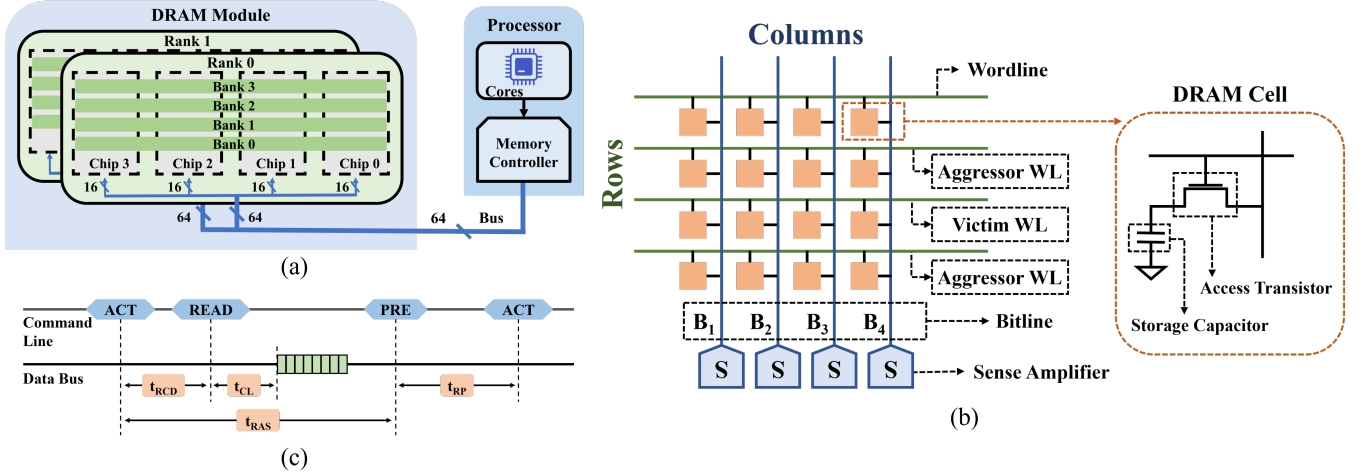 DRAM Module
Rank 1
Rank 0
Bank 3
Bank 2
Bank 1
Bank 0
Chip 3 Chip 2 Chip 1 Chip 0
16 16 16 16
64 64
64 Bus
Processor
Cores
Memory
Controller
(a)
ACT READ PRE ACT
Command
Line
Data Bus
tRCD tCL tRP
tRAS
(c)
Columns
Rows
Wordline
Aggressor WL
Victim WL
Aggressor WL
B1 B2 B3 B4
Bitline
S S S S
Sense Amplifier
DRAM Cell
Access Transistor
Storage Capacitor
(b)